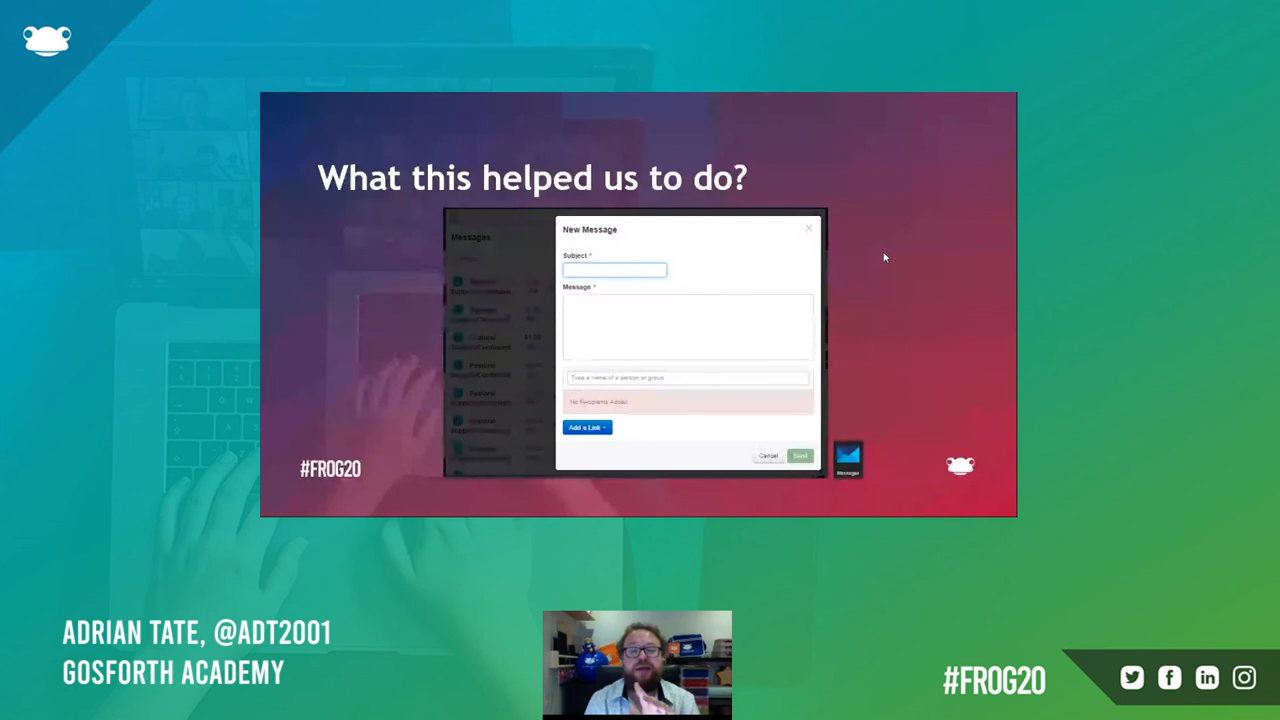 What this helped us to do?
Messages
New Message
Subject *
Message *
Type a name of a person or group
No Recipients Added
Add a Link
Cancel
Send
Messages
#FROG20
ADRIAN TATE, @ADT2001
GOSFORTH ACADEMY
#FROG20